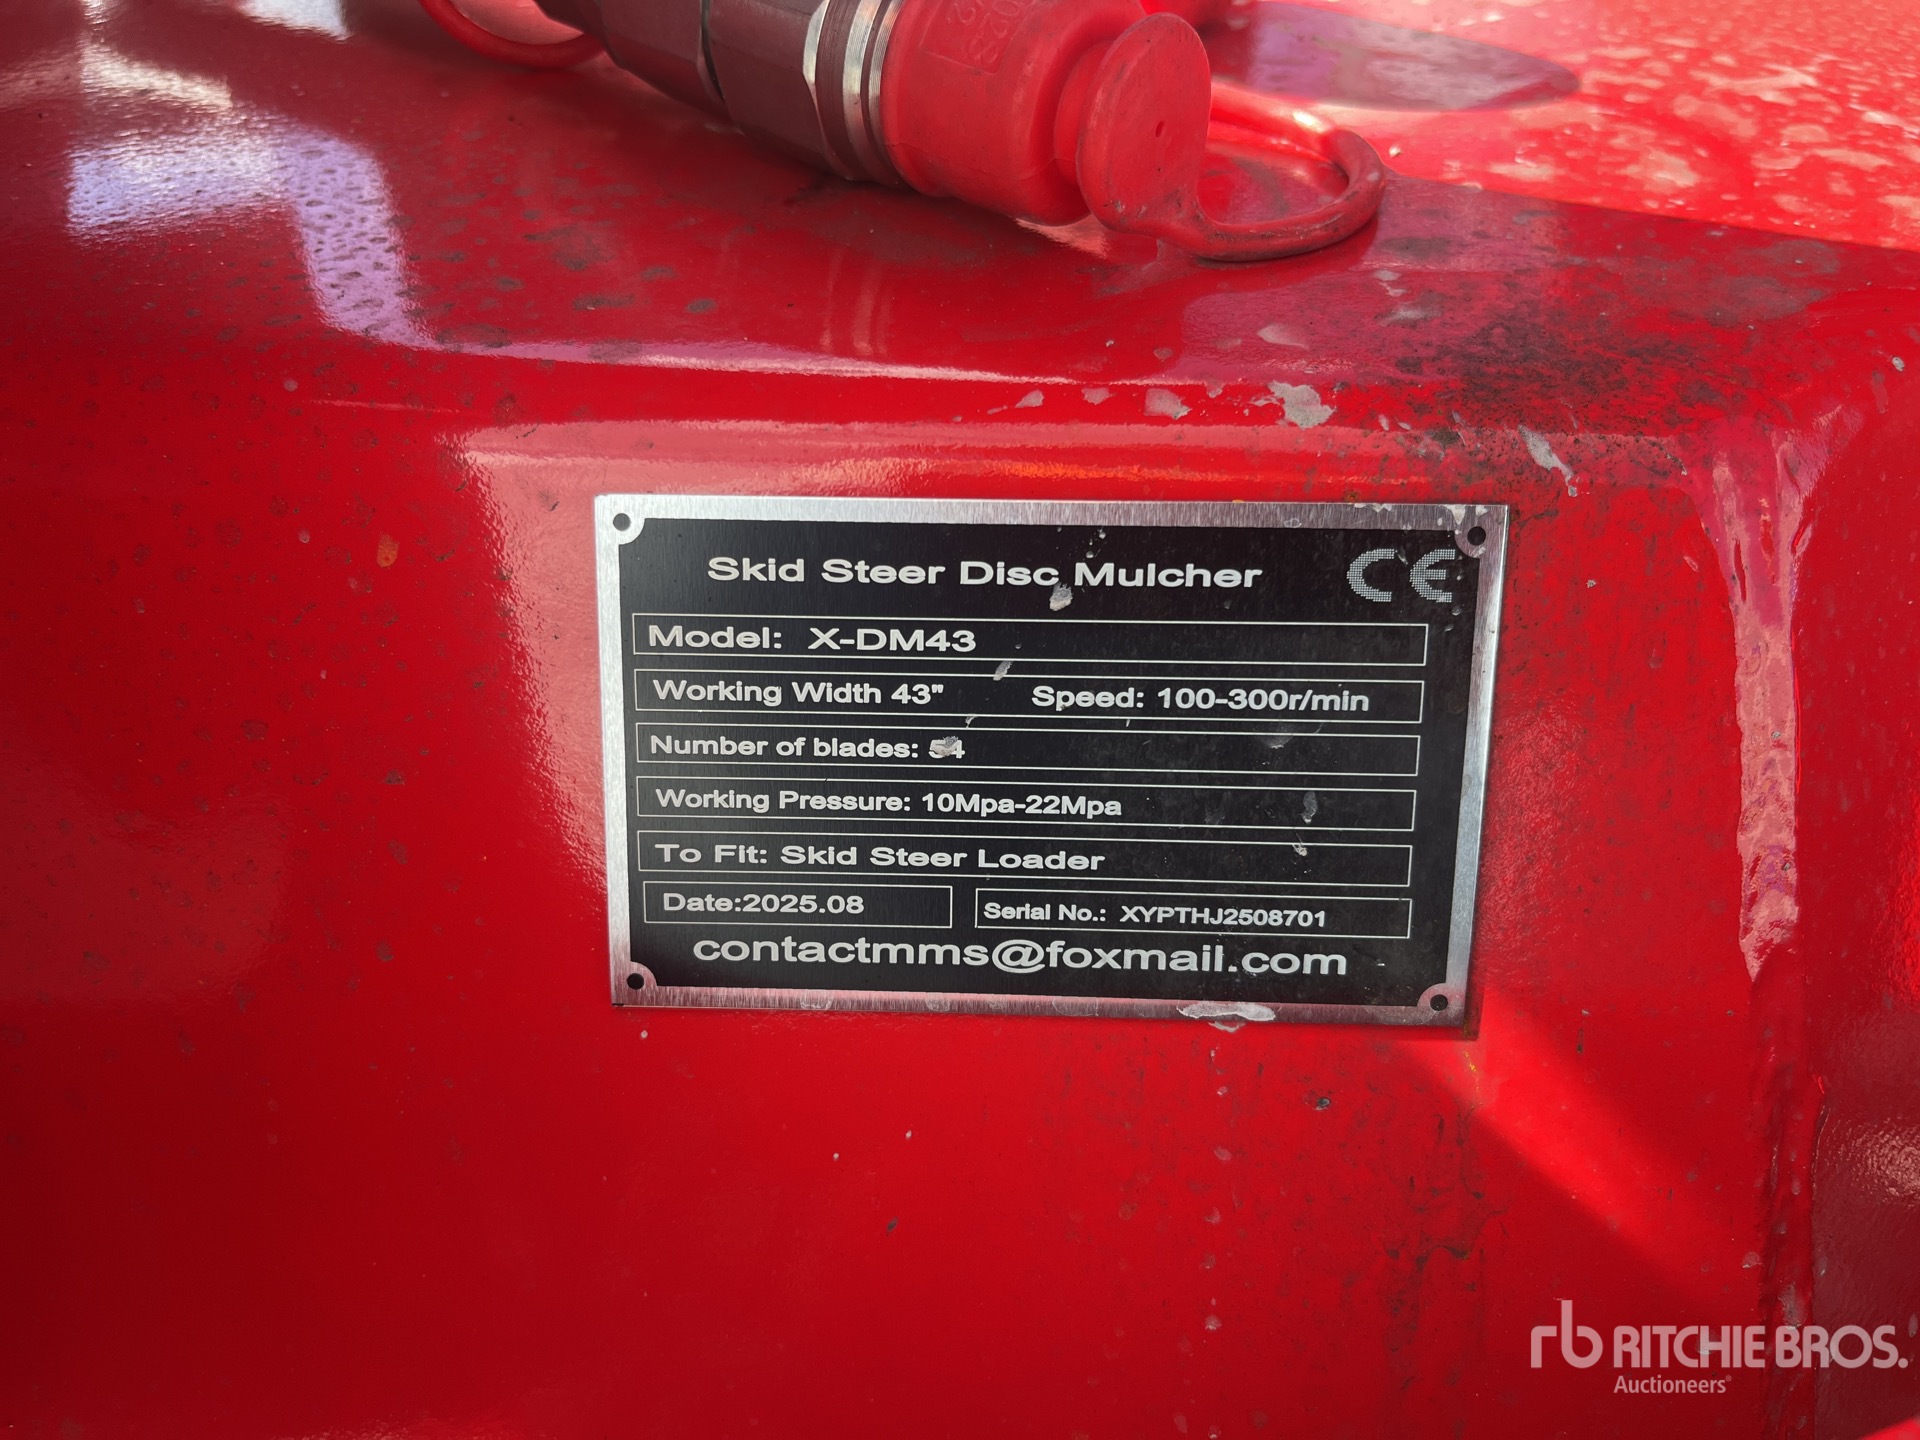 Skid Steer Disc Mulcher CE
Model: X-DM43
Working Width 43" Speed: 100-300r/min
Number of blades: 54
Working Pressure: 10Mpa-22Mpa
To Fit: Skid Steer Loader
Date:2025.08 Serial No.: XYPTHJ2508701
contactmms@foxmail.com
rb RITCHIE BROS.
Auctioneers